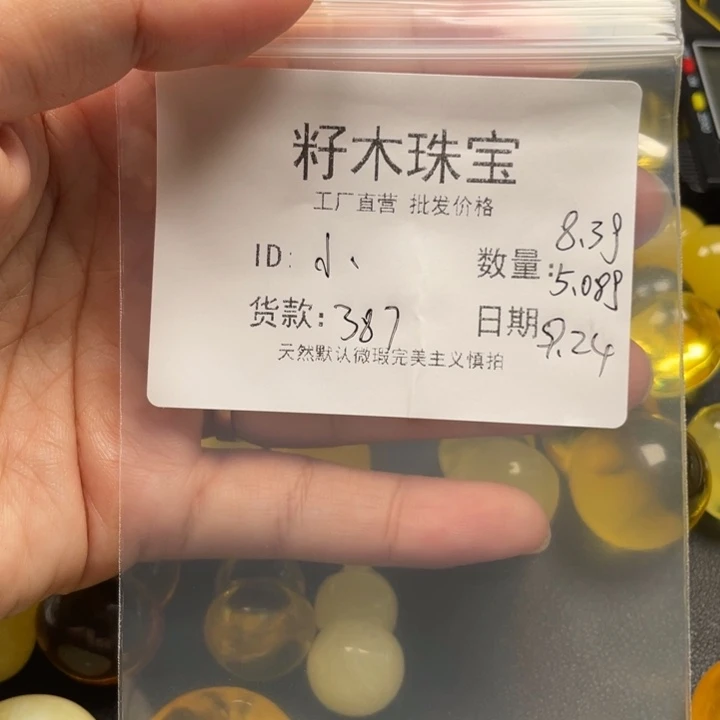 籽木珠宝
工厂直营 批发价格
ID: 小
数量: 8.3g
5.08g
货款: 387
日期 9.24
天然默认微瑕完美主义慎拍